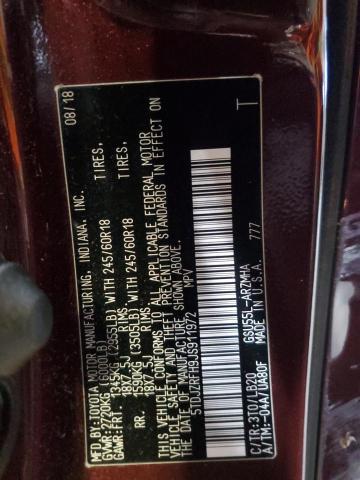 MFD.BY:TOYOTA MOTOR MANUFACTURING, INDIANA, INC. 08/18
GVWR:2720KG (6000LB)
GAWR:FRT. 1345KG (2955LB) WITH 245/60R18 TIRES,
18X7.5J RIMS,
RR. 1590KG (3505LB) WITH 245/60R18 TIRES,
18X7.5J RIMS,
THIS VEHICLE CONFORMS TO ALL APPLICABLE FEDERAL MOTOR
VEHICLE SAFETY AND THEFT PREVENTION STANDARDS IN EFFECT ON
THE DATE OF MANUFACTURE SHOWN ABOVE.
5TDJZRFH9JS911972 MPV
C/TR:3T0/LB20 GSU55L-ARZMHA T
A/TM:-04A/UA80F MADE IN U.S.A. 777